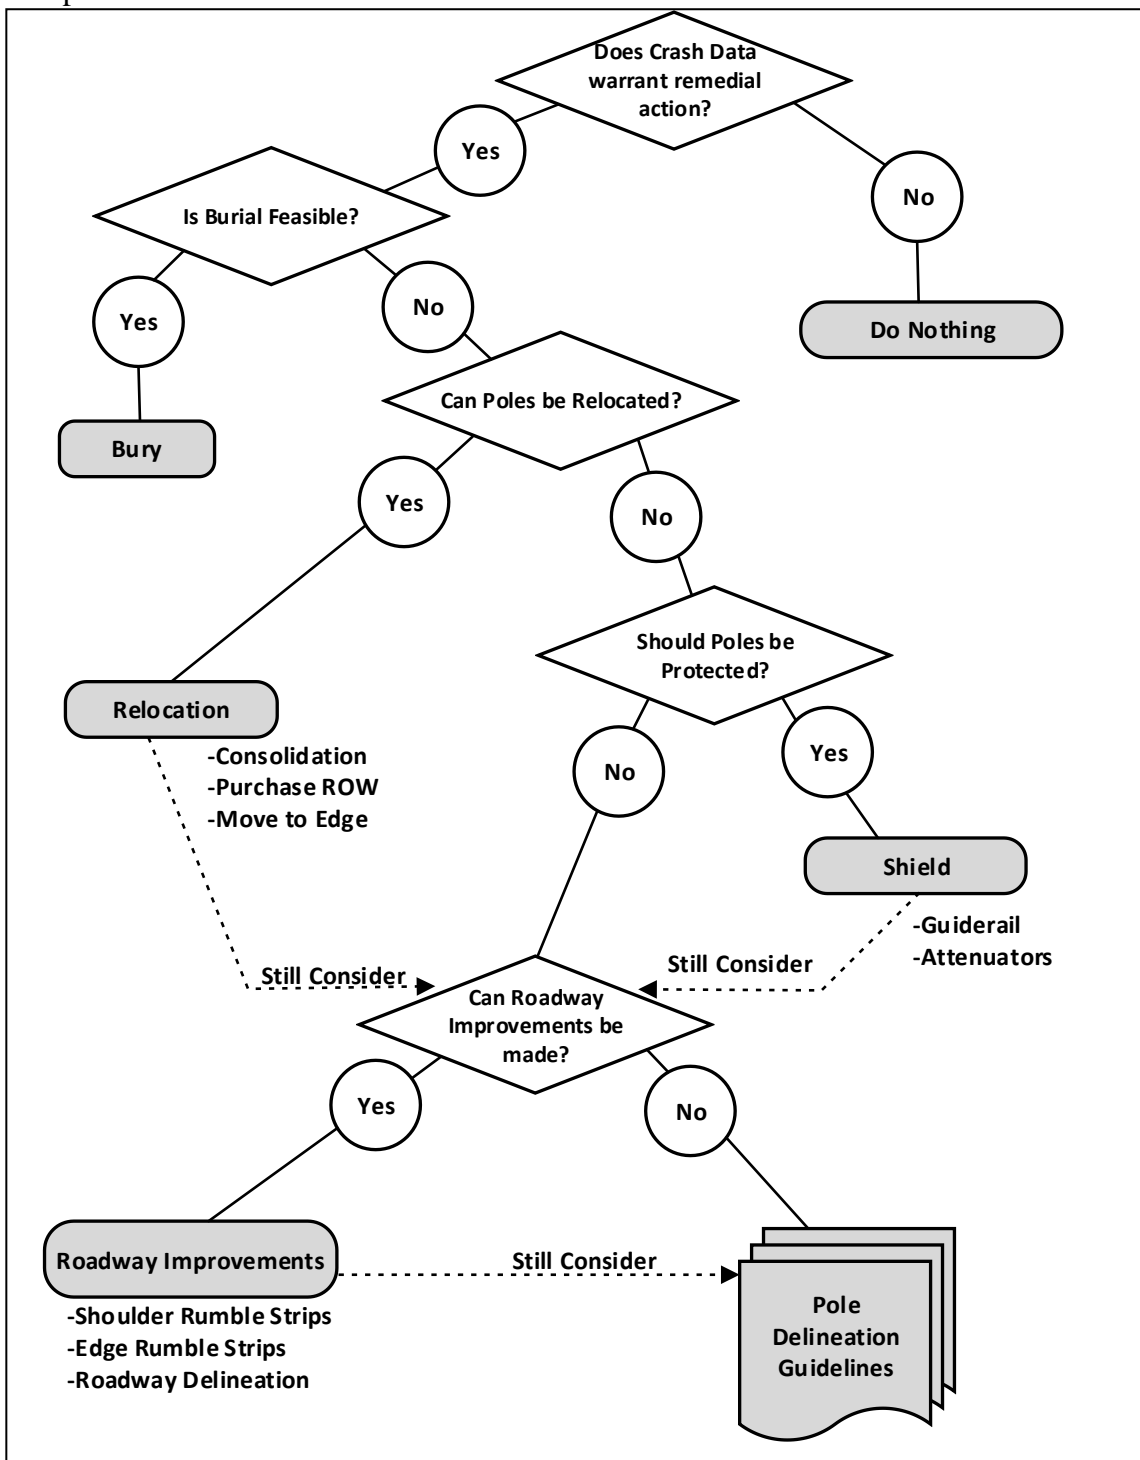 Does Crash Data
warrant remedial
action?
Yes
No
Is Burial Feasible?
Yes
No
Do Nothing
Can Poles be Relocated?
Bury
Yes
No
Should Poles be
Protected?
Relocation
-Consolidation
-Purchase ROW
-Move to Edge
No
Yes
Shield
-Guiderail
-Attenuators
Still Consider
Still Consider
Can Roadway
Improvements be
made?
Yes
No
Roadway Improvements
-Shoulder Rumble Strips
-Edge Rumble Strips
-Roadway Delineation
Still Consider
Pole
Delineation
Guidelines